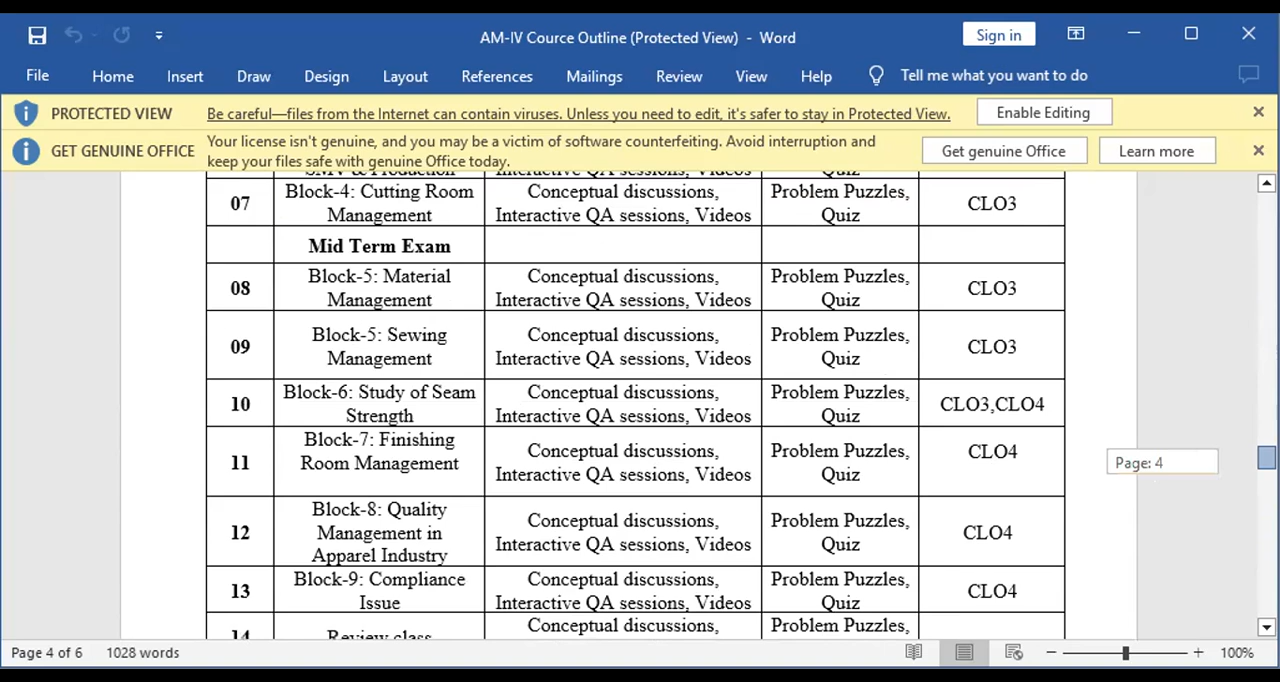 AM-IV Cource Outline (Protected View) - Word
Sign in
File Home Insert Draw Design Layout References Mailings Review View Help Tell me what you want to do
PROTECTED VIEW Be careful—files from the Internet can contain viruses. Unless you need to edit, it's safer to stay in Protected View. Enable Editing
GET GENUINE OFFICE Your license isn't genuine, and you may be a victim of software counterfeiting. Avoid interruption and
keep your files safe with genuine Office today.
Get genuine Office Learn more
SMV & Production Interactive QA sessions, Videos Quiz
07 Block-4: Cutting Room Conceptual discussions, Problem Puzzles, CLO3
Management Interactive QA sessions, Videos Quiz
Mid Term Exam
08 Block-5: Material Conceptual discussions, Problem Puzzles, CLO3
Management Interactive QA sessions, Videos Quiz
09 Block-5: Sewing Conceptual discussions, Problem Puzzles, CLO3
Management Interactive QA sessions, Videos Quiz
10 Block-6: Study of Seam Conceptual discussions, Problem Puzzles, CLO3,CLO4
Strength Interactive QA sessions, Videos Quiz
11 Block-7: Finishing Conceptual discussions, Problem Puzzles, CLO4
Room Management Interactive QA sessions, Videos Quiz
Page: 4
12 Block-8: Quality Conceptual discussions, Problem Puzzles, CLO4
Management in Interactive QA sessions, Videos Quiz
Apparel Industry
13 Block-9: Compliance Conceptual discussions, Problem Puzzles, CLO4
Issue Interactive QA sessions, Videos Quiz
14 Review class Conceptual discussions, Problem Puzzles,
Page 4 of 6 1028 words 100%